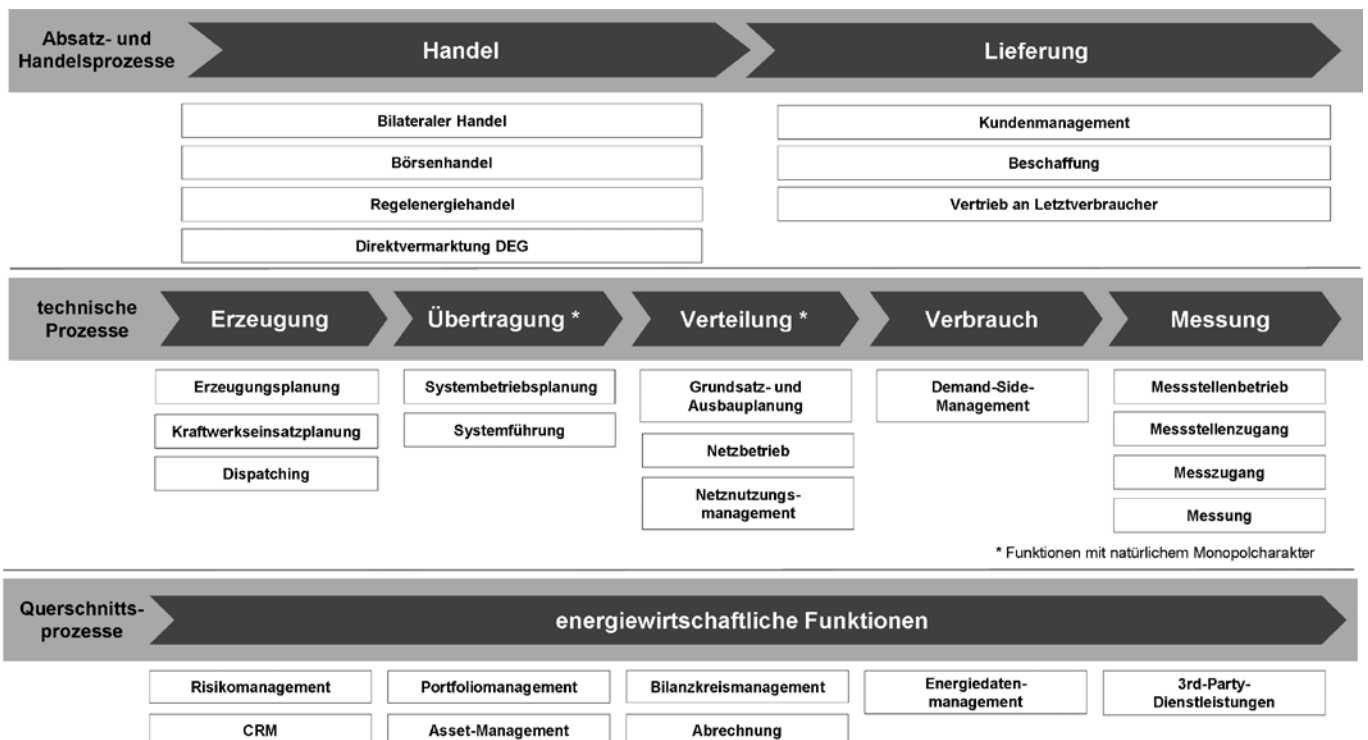 Absatz- und
Handelsprozesse
Handel
Lieferung
Bilateraler Handel
Börsenhandel
Regelenergiehandel
Direktvermarktung DEG
Kundenmanagement
Beschaffung
Vertrieb an Letztverbraucher
technische
Prozesse
Erzeugung
Übertragung *
Verteilung *
Verbrauch
Messung
Erzeugungsplanung
Kraftwerkseinsatzplanung
Dispatching
Systembetriebsplanung
Systemführung
Grundsatz- und
Ausbauplanung
Netzbetrieb
Netznutzungs-
management
Demand-Side-
Management
Messstellenbetrieb
Messstellenzugang
Messzugang
Messung
* Funktionen mit natürlichem Monopolcharakter
Querschnitts-
prozesse
energiewirtschaftliche Funktionen
Risikomanagement
CRM
Portfoliomanagement
Asset-Management
Bilanzkreismanagement
Abrechnung
Energiedaten-
management
3rd-Party-
Dienstleistungen